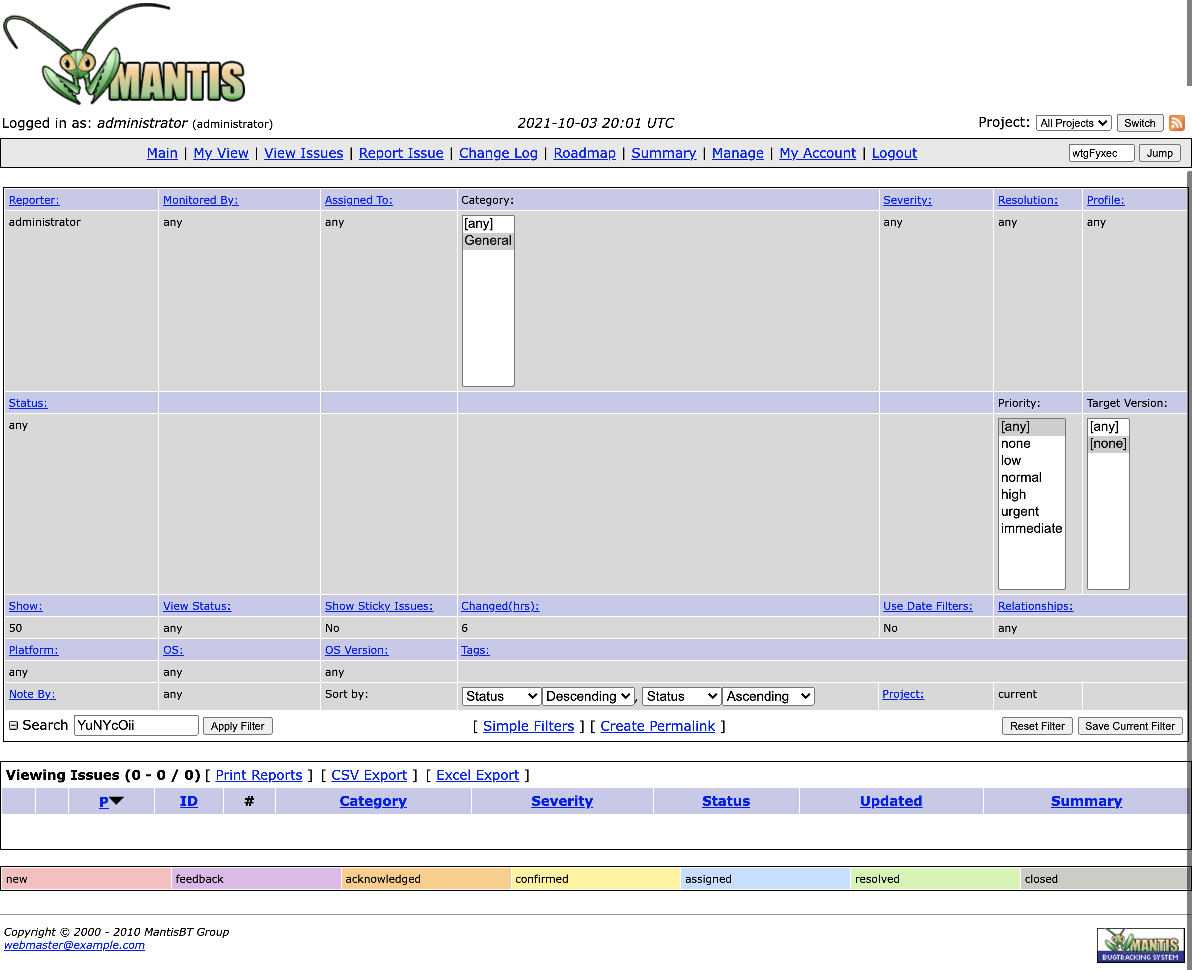 MANTIS
Logged in as: administrator (administrator) 2021-10-03 20:01 UTC Project: All Projects Switch
Main | My View | View Issues | Report Issue | Change Log | Roadmap | Summary | Manage | My Account | Logout wtgFyxec Jump
Reporter: Monitored By: Assigned To: Category: Severity: Resolution: Profile:
administrator any any [any] any any any
General
Status: Priority: Target Version:
any [any] [any]
none [none]
low
normal
high
urgent
immediate
Show: View Status: Show Sticky Issues: Changed(hrs): Use Date Filters: Relationships:
50 any No 6 No any
Platform: OS: OS Version: Tags:
any any any
Note By: any Sort by: Status Descending , Status Ascending Project: current
Search YuNYcOii Apply Filter [ Simple Filters ] [ Create Permalink ] Reset Filter Save Current Filter
Viewing Issues (0 - 0 / 0) [ Print Reports ] [ CSV Export ] [ Excel Export ]
P ID # Category Severity Status Updated Summary
new feedback acknowledged confirmed assigned resolved closed
Copyright © 2000 - 2010 MantisBT Group
webmaster@example.com
MANTIS
BUGTRACKING SYSTEM